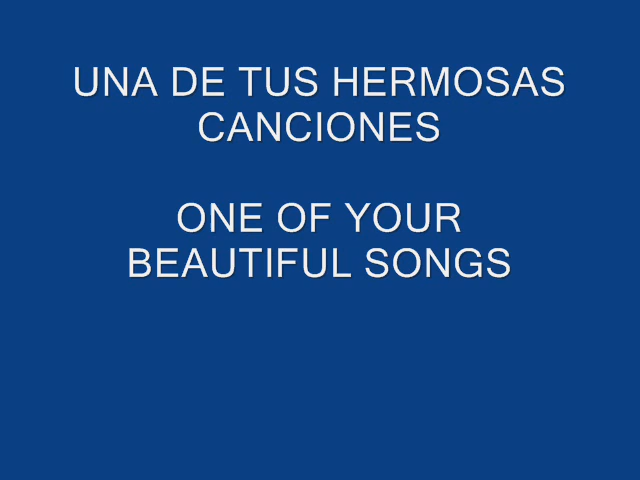 UNA DE TUS HERMOSAS
CANCIONES
ONE OF YOUR
BEAUTIFUL SONGS